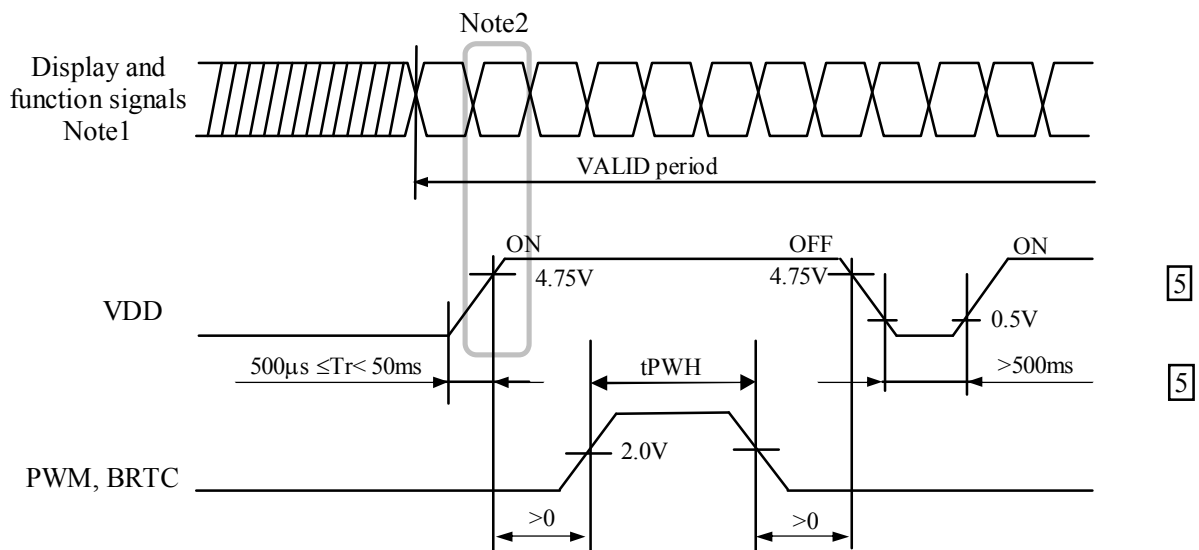 Note2
Display and
function signals
Note1
VALID period
ON
OFF
ON
4.75V
4.75V
5
VDD
0.5V
500µs ≤Tr< 50ms
tPWH
>500ms
5
2.0V
PWM, BRTC
>0
>0